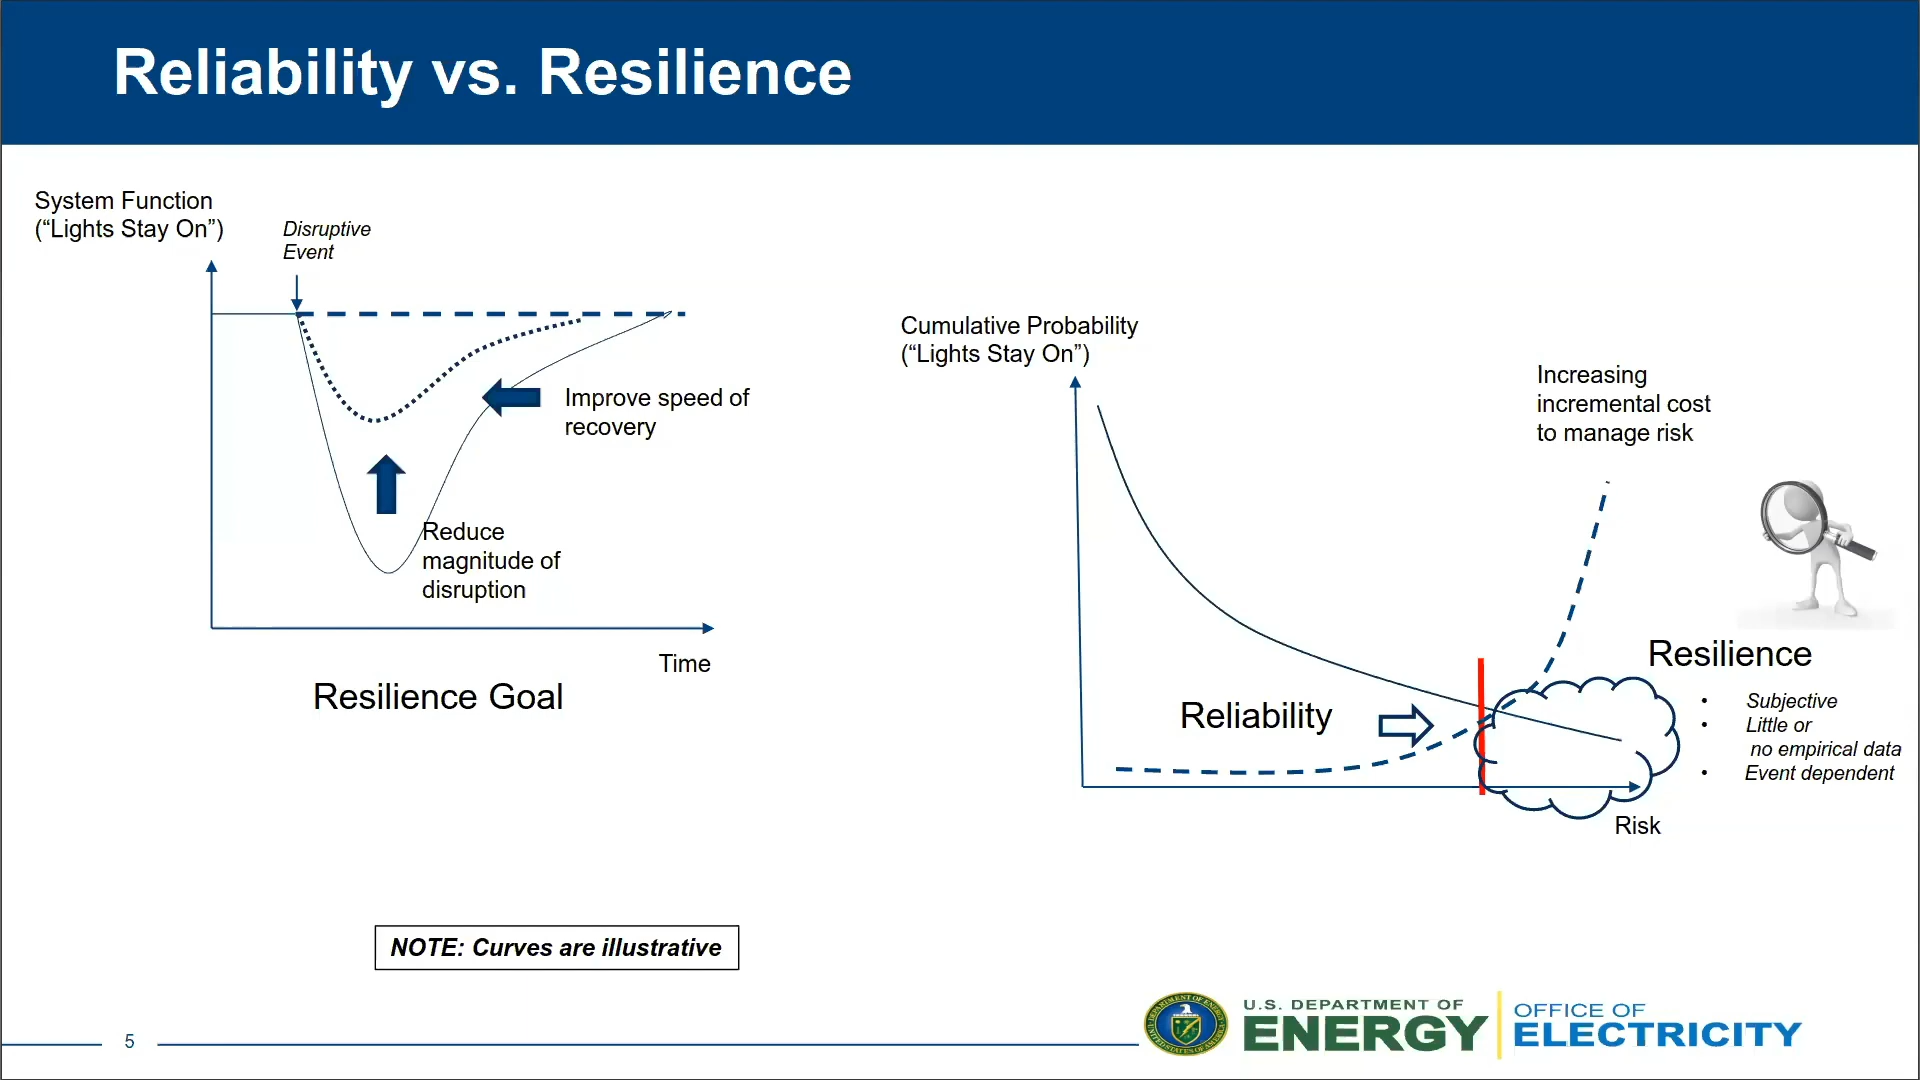 Reliability vs. Resilience
System Function
(“Lights Stay On”)
Disruptive
Event
Improve speed of
recovery
Reduce
magnitude of
disruption
Time
Resilience Goal
Cumulative Probability
(“Lights Stay On”)
Increasing
incremental cost
to manage risk
Reliability
Resilience
• Subjective
• Little or
no empirical data
• Event dependent
Risk
NOTE: Curves are illustrative
5
U.S. DEPARTMENT OF
ENERGY
OFFICE OF
ELECTRICITY